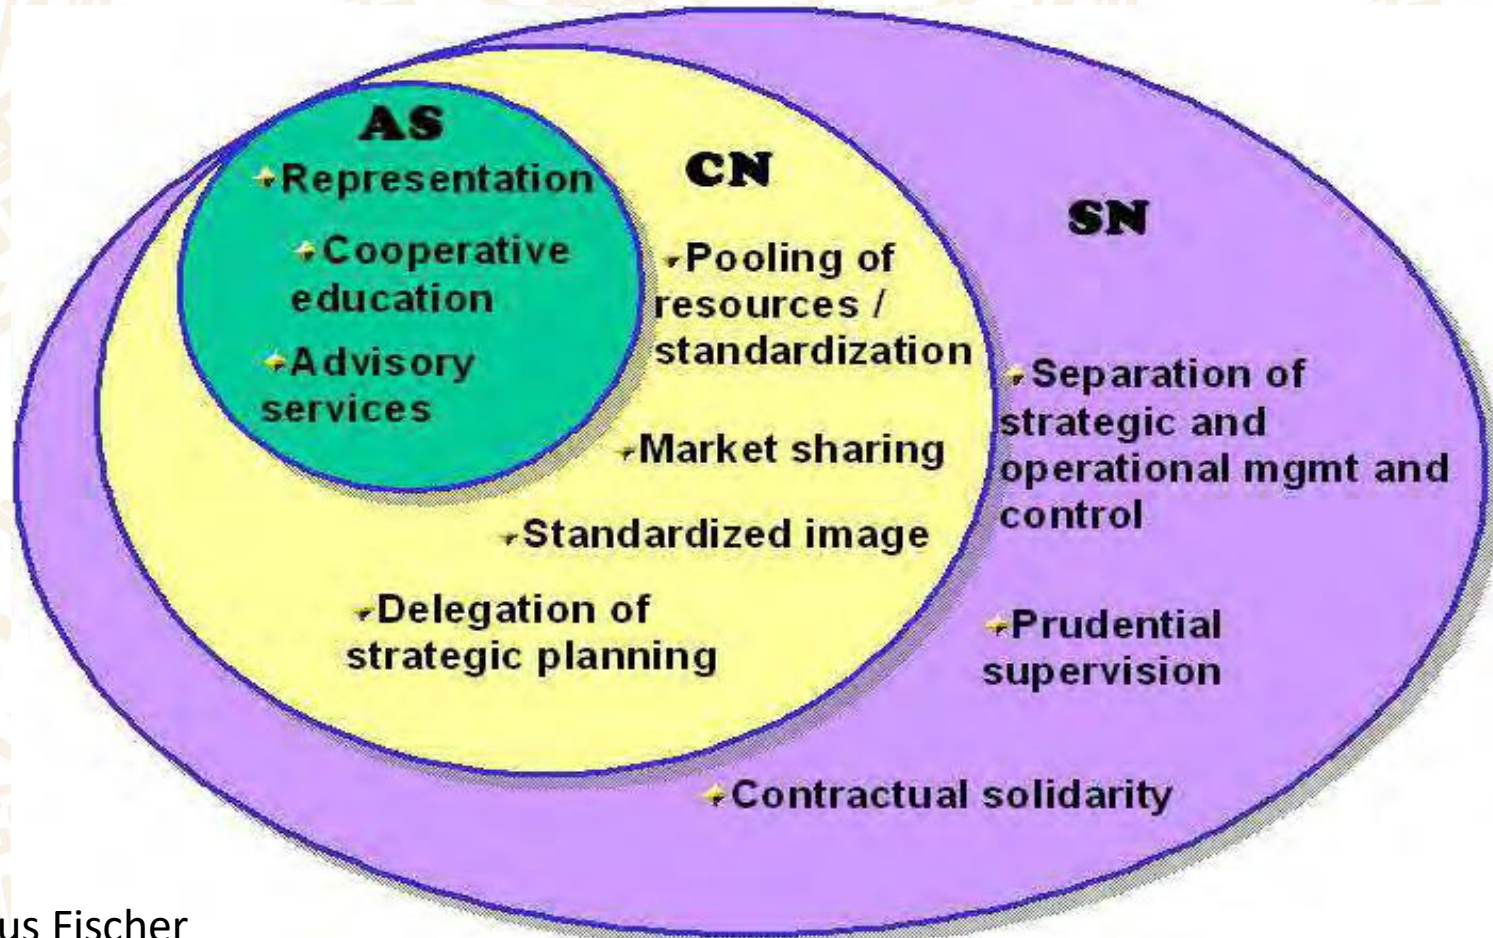 AS
Representation
Cooperative
education
Advisory
services
CN
Pooling of
resources /
standardization
Market sharing
Standardized image
Delegation of
strategic planning
SN
Separation of
strategic and
operational mgmt and
control
Prudential
supervision
Contractual solidarity
us Fischer